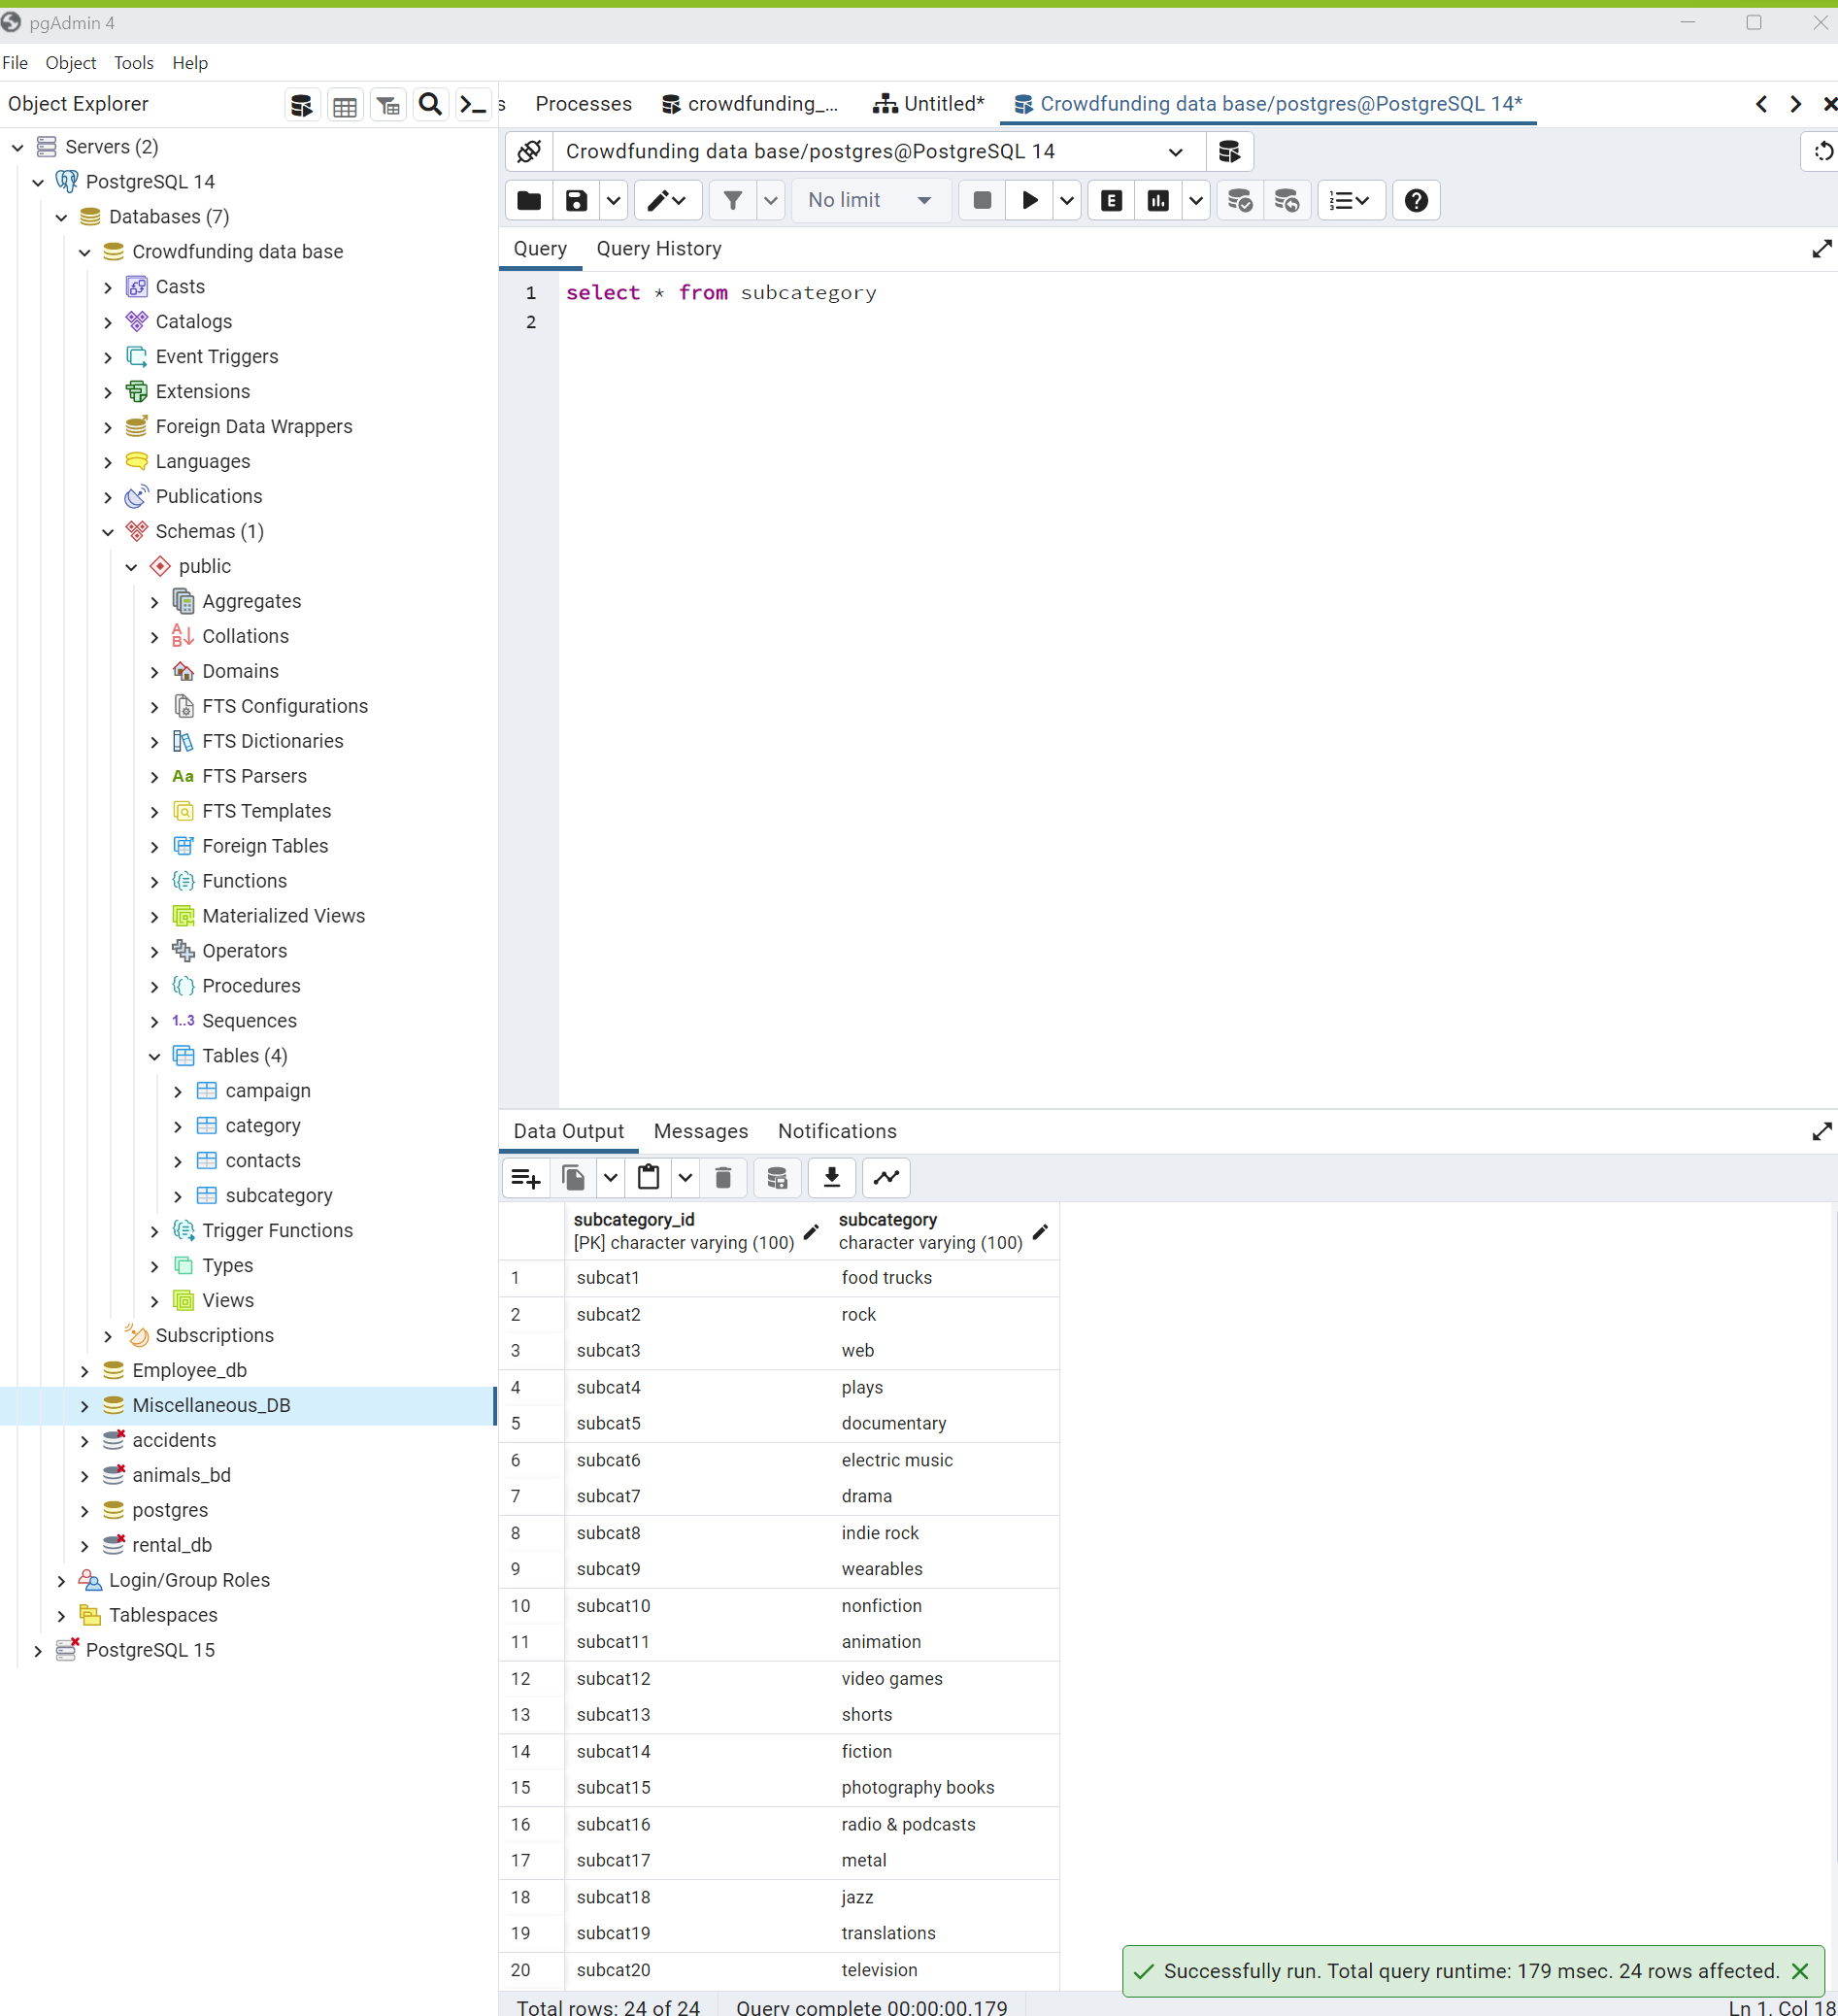 pgAdmin 4
File Object Tools Help
Object Explorer
s Processes crowdfunding_... Untitled* Crowdfunding data base/postgres@PostgreSQL 14*
Servers (2)
PostgreSQL 14
Databases (7)
Crowdfunding data base
Casts
Catalogs
Event Triggers
Extensions
Foreign Data Wrappers
Languages
Publications
Schemas (1)
public
Aggregates
Collations
Domains
FTS Configurations
FTS Dictionaries
Aa FTS Parsers
FTS Templates
Foreign Tables
Functions
Materialized Views
Operators
Procedures
1..3 Sequences
Tables (4)
campaign
category
contacts
subcategory
Trigger Functions
Types
Views
Subscriptions
Employee_db
Miscellaneous_DB
accidents
animals_bd
postgres
rental_db
Login/Group Roles
Tablespaces
PostgreSQL 15
Crowdfunding data base/postgres@PostgreSQL 14
No limit
E
Query Query History
1 select * from subcategory
2
Data Output Messages Notifications
subcategory_id subcategory
[PK] character varying (100) character varying (100)
1 subcat1 food trucks
2 subcat2 rock
3 subcat3 web
4 subcat4 plays
5 subcat5 documentary
6 subcat6 electric music
7 subcat7 drama
8 subcat8 indie rock
9 subcat9 wearables
10 subcat10 nonfiction
11 subcat11 animation
12 subcat12 video games
13 subcat13 shorts
14 subcat14 fiction
15 subcat15 photography books
16 subcat16 radio & podcasts
17 subcat17 metal
18 subcat18 jazz
19 subcat19 translations
20 subcat20 television
Successfully run. Total query runtime: 179 msec. 24 rows affected.
Total rows: 24 of 24 Query complete 00:00:00.179 Ln 1, Col 18